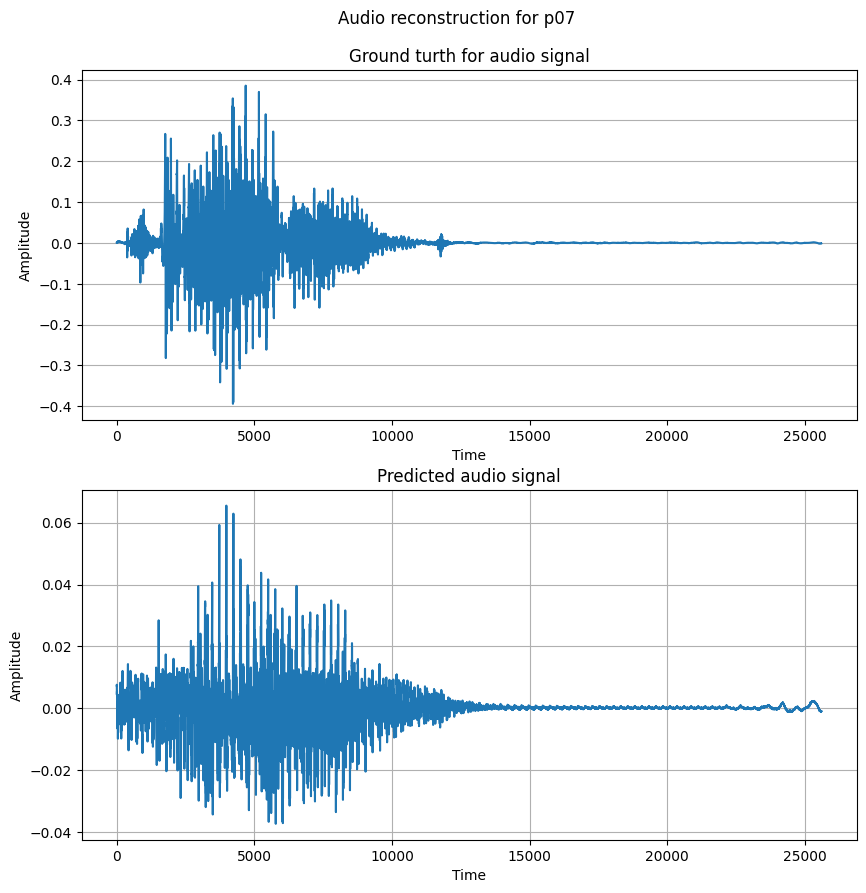 Audio reconstruction for p07
Ground turth for audio signal
0.4
0.3
0.2
0.1
0.0
−0.1
−0.2
−0.3
−0.4
Amplitude
0 5000 10000 15000 20000 25000
Time
Predicted audio signal
0.06
0.04
0.02
0.00
−0.02
−0.04
Amplitude
0 5000 10000 15000 20000 25000
Time